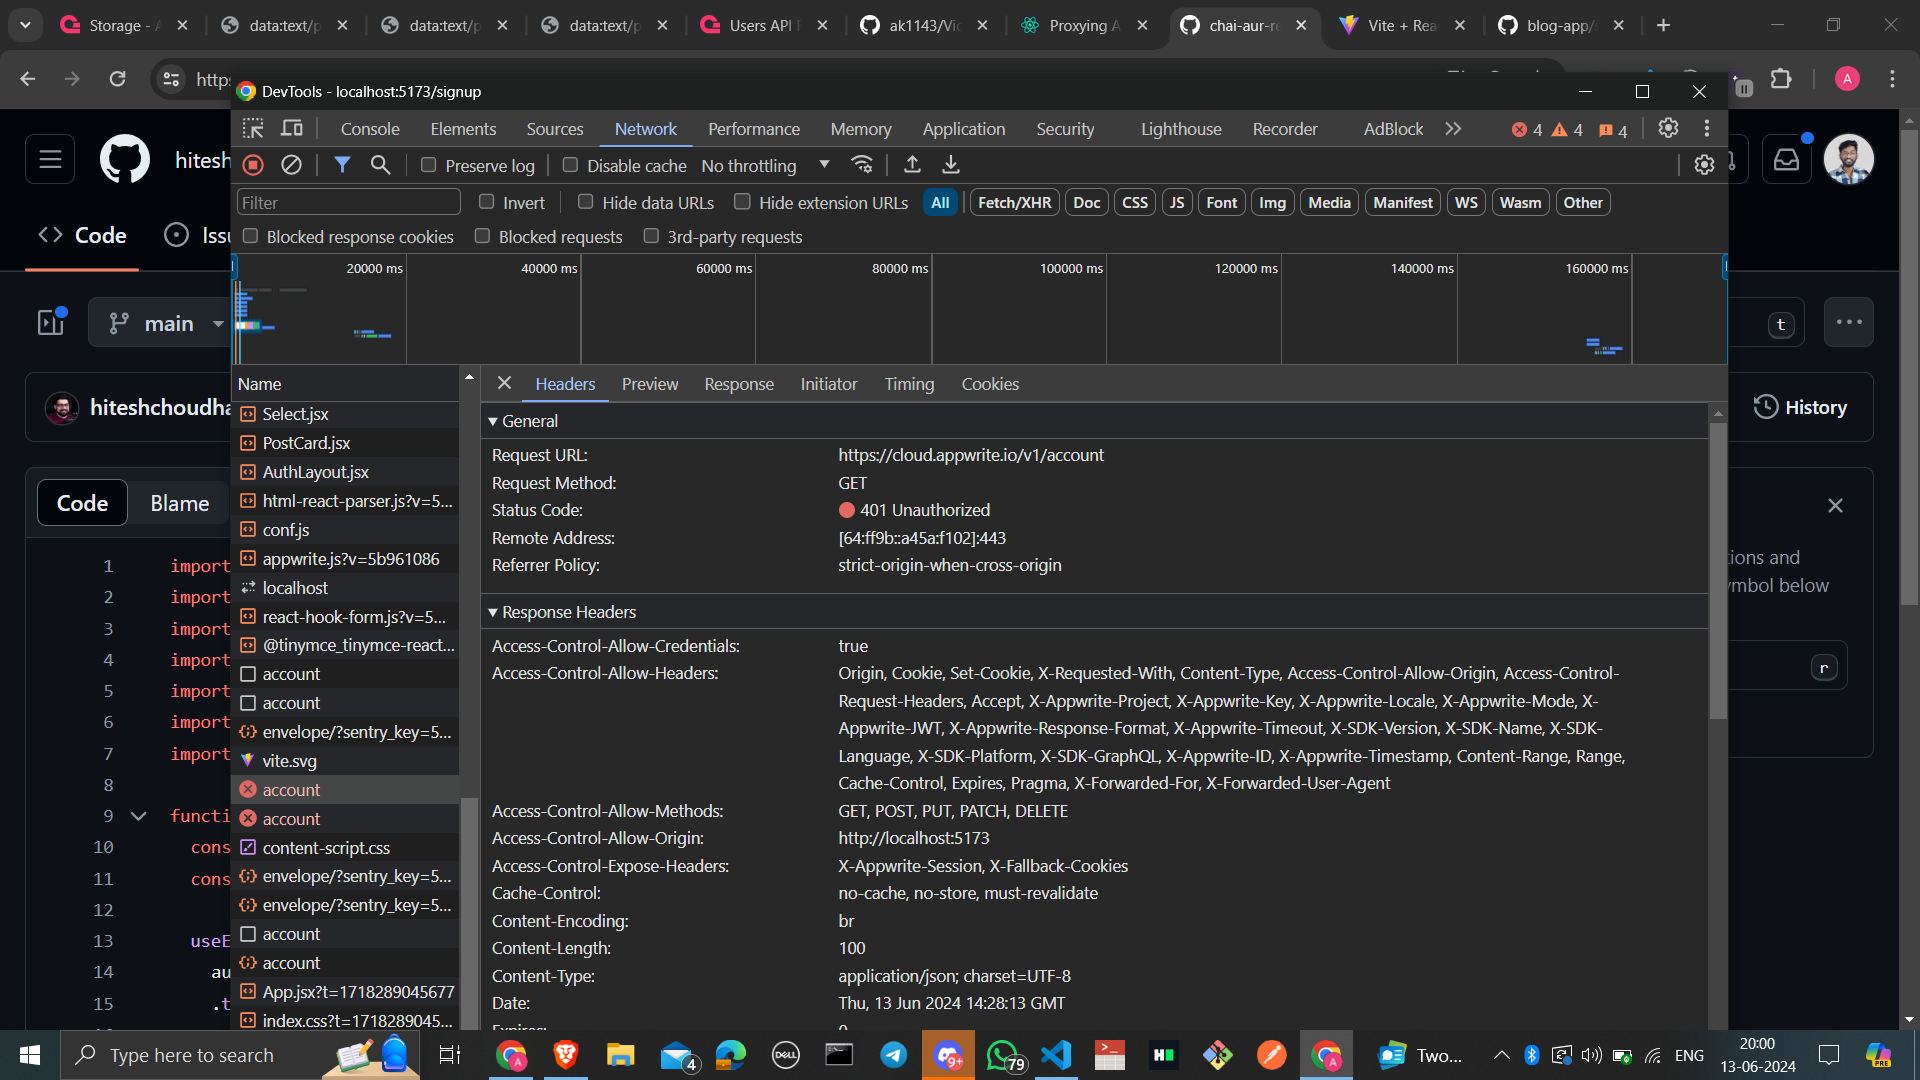 Storage - A
data:text/p
data:text/p
data:text/p
Users API R
ak1143/Vid
Proxying A
chai-aur-re
Vite + Rea
blog-app/s
https
A
DevTools - localhost:5173/signup
Console Elements Sources Network Performance Memory Application Security Lighthouse Recorder AdBlock 4 4 4
Preserve log Disable cache No throttling
Filter Invert Hide data URLs Hide extension URLs All Fetch/XHR Doc CSS JS Font Img Media Manifest WS Wasm Other
Blocked response cookies Blocked requests 3rd-party requests
20000 ms 40000 ms 60000 ms 80000 ms 100000 ms 120000 ms 140000 ms 160000 ms
hitesh
Code Issu
main
t
hiteshchoudha
History
Code Blame
tions and
ymbol below
r
1 import
2 import
3 import
4 import
5 import
6 import
7 import
8
9 functi
10 cons
11 cons
12
13 useE
14 au
15 .t
Name
Select.jsx
PostCard.jsx
AuthLayout.jsx
html-react-parser.js?v=5...
conf.js
appwrite.js?v=5b961086
localhost
react-hook-form.js?v=5...
@tinymce_tinymce-react...
account
account
envelope/?sentry_key=5...
vite.svg
account
account
content-script.css
envelope/?sentry_key=5...
envelope/?sentry_key=5...
account
account
App.jsx?t=1718289045677
index.css?t=1718289045...
Headers Preview Response Initiator Timing Cookies
General
Request URL: https://cloud.appwrite.io/v1/account
Request Method: GET
Status Code: 401 Unauthorized
Remote Address: [64:ff9b::a45a:f102]:443
Referrer Policy: strict-origin-when-cross-origin
Response Headers
Access-Control-Allow-Credentials: true
Access-Control-Allow-Headers: Origin, Cookie, Set-Cookie, X-Requested-With, Content-Type, Access-Control-Allow-Origin, Access-Control-
Request-Headers, Accept, X-Appwrite-Project, X-Appwrite-Key, X-Appwrite-Locale, X-Appwrite-Mode, X-
Appwrite-JWT, X-Appwrite-Response-Format, X-Appwrite-Timeout, X-SDK-Version, X-SDK-Name, X-SDK-
Language, X-SDK-Platform, X-SDK-GraphQL, X-Appwrite-ID, X-Appwrite-Timestamp, Content-Range, Range,
Cache-Control, Expires, Pragma, X-Forwarded-For, X-Forwarded-User-Agent
Access-Control-Allow-Methods: GET, POST, PUT, PATCH, DELETE
Access-Control-Allow-Origin: http://localhost:5173
Access-Control-Expose-Headers: X-Appwrite-Session, X-Fallback-Cookies
Cache-Control: no-cache, no-store, must-revalidate
Content-Encoding: br
Content-Length: 100
Content-Type: application/json; charset=UTF-8
Date: Thu, 13 Jun 2024 14:28:13 GMT
Expires: 0
Type here to search
4
DELL
9+
79
Two...
ENG
20:00
13-06-2024
PRE